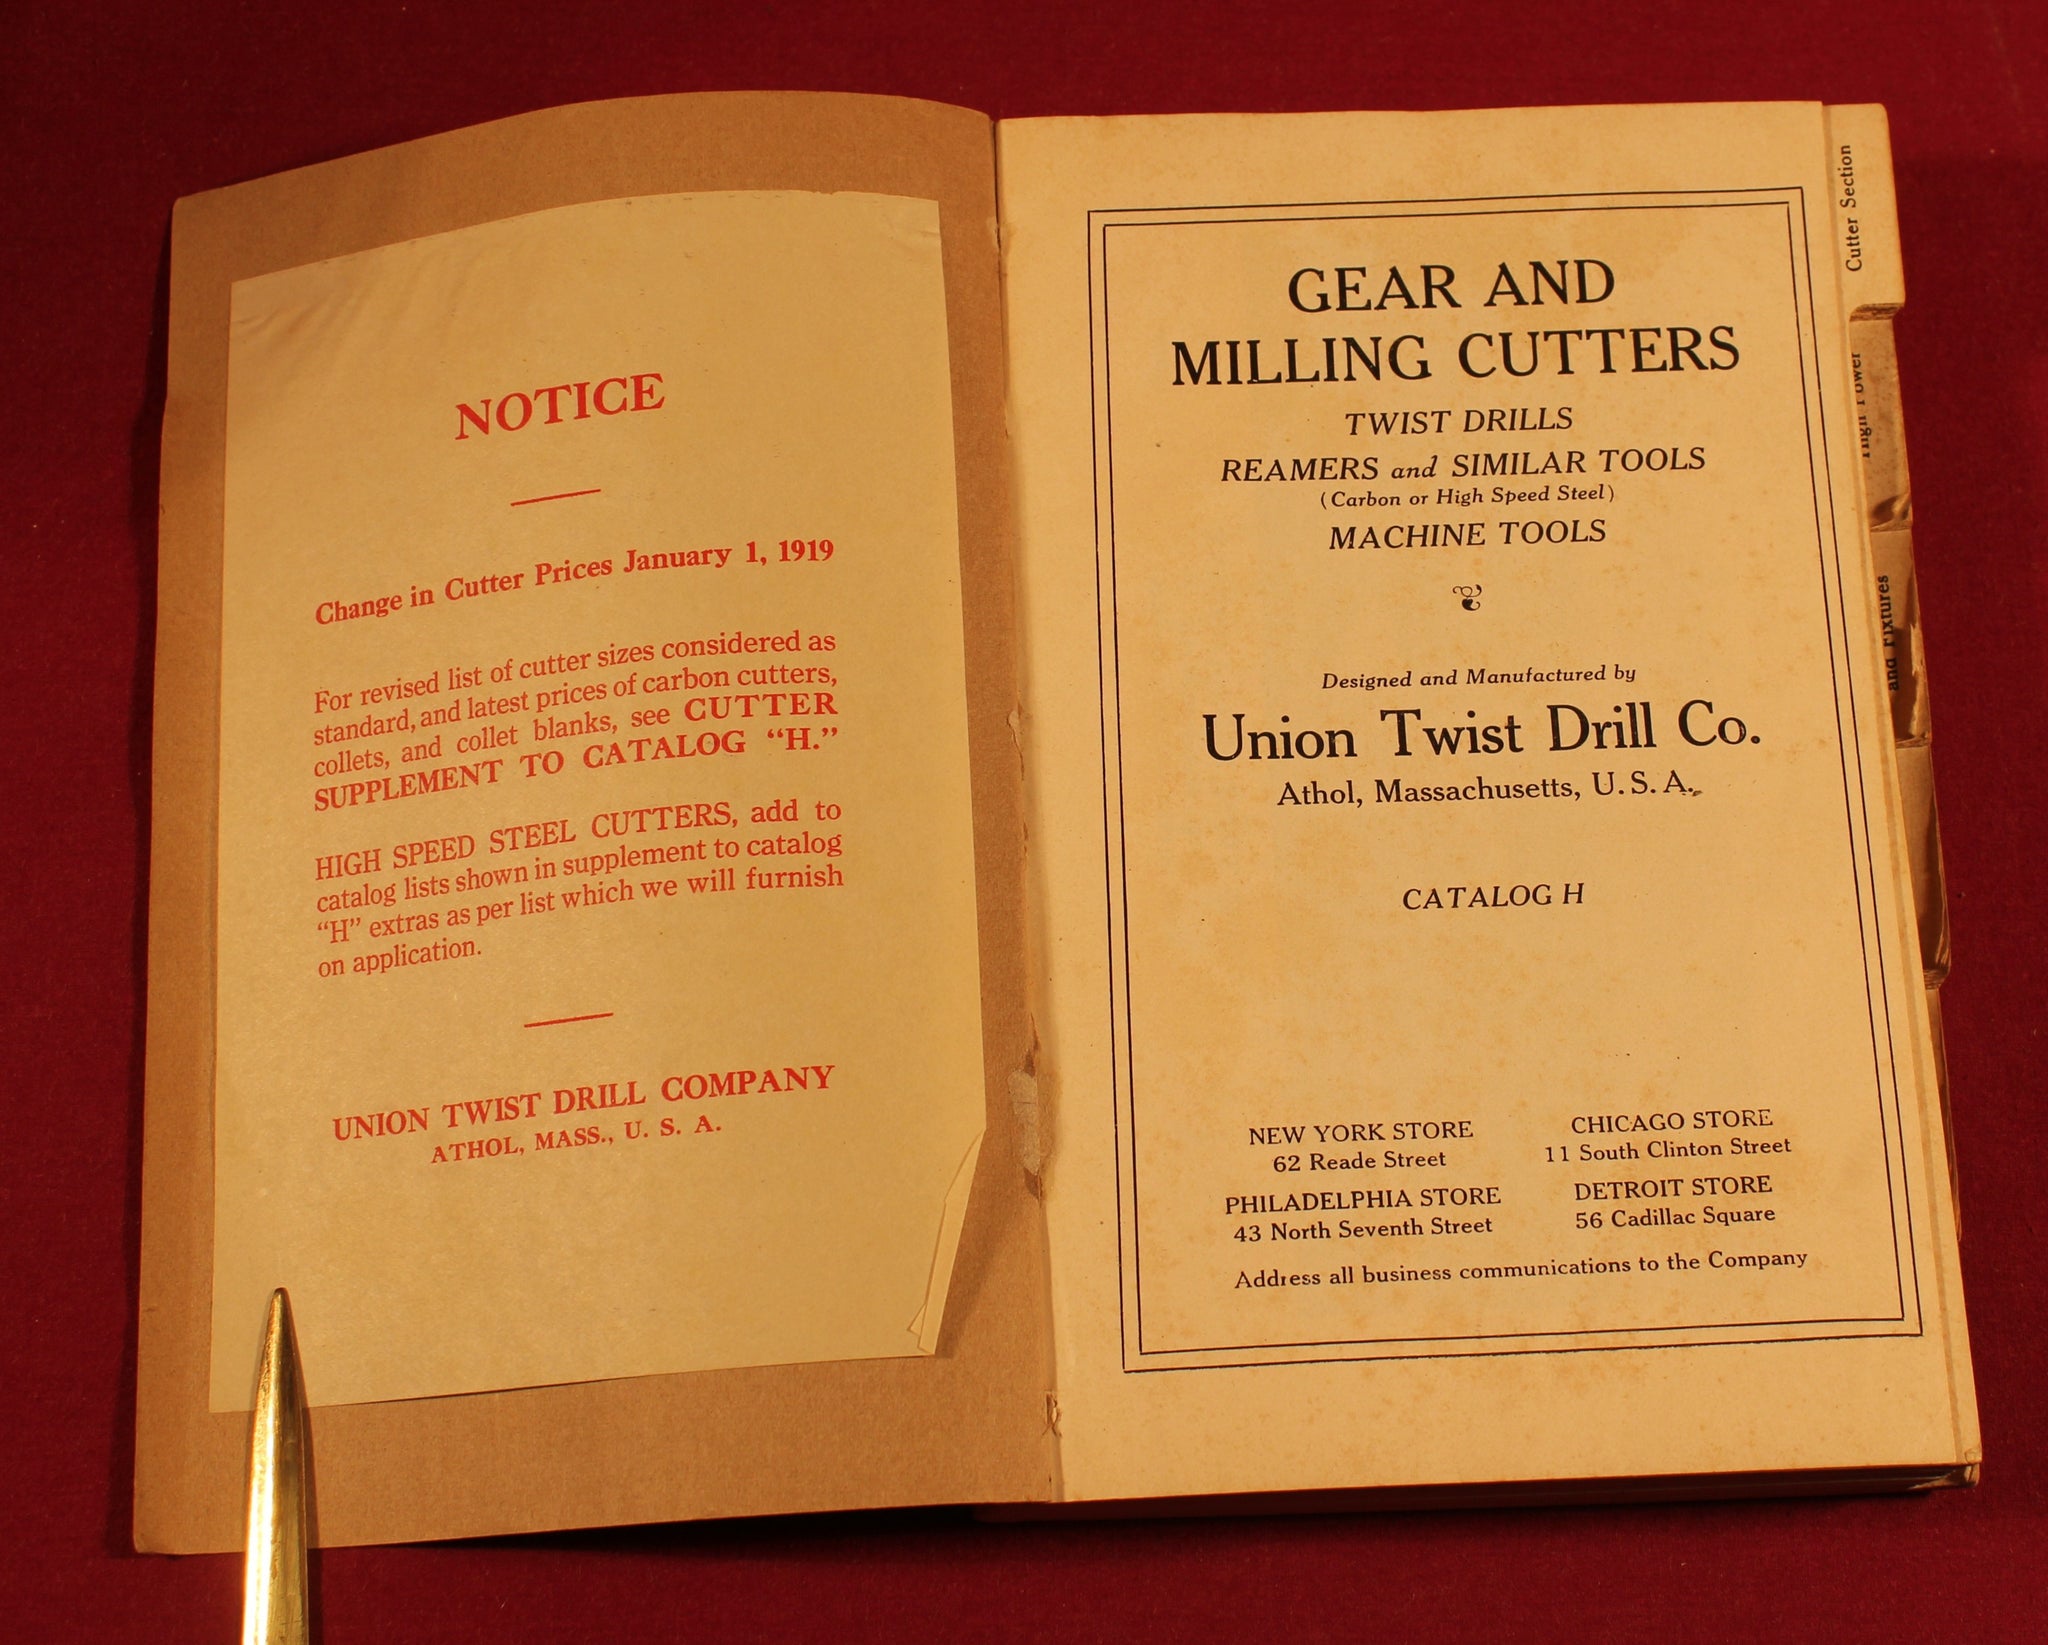 NOTICE
Change in Cutter Prices January 1, 1919
For revised list of cutter sizes considered as
standard, and latest prices of carbon cutters,
collets, and collet blanks, see CUTTER
SUPPLEMENT TO CATALOG “H.”
HIGH SPEED STEEL CUTTERS, add to
catalog lists shown in supplement to catalog
“H” extras as per list which we will furnish
on application.
UNION TWIST DRILL COMPANY
ATHOL, MASS., U. S. A.
GEAR AND
MILLING CUTTERS
TWIST DRILLS
REAMERS and SIMILAR TOOLS
(Carbon or High Speed Steel)
MACHINE TOOLS
Designed and Manufactured by
Union Twist Drill Co.
Athol, Massachusetts, U. S. A.
CATALOG H
NEW YORK STORE
62 Reade Street
CHICAGO STORE
11 South Clinton Street
PHILADELPHIA STORE
43 North Seventh Street
DETROIT STORE
56 Cadillac Square
Address all business communications to the Company
Cutter Section
High Power
and Fixtures